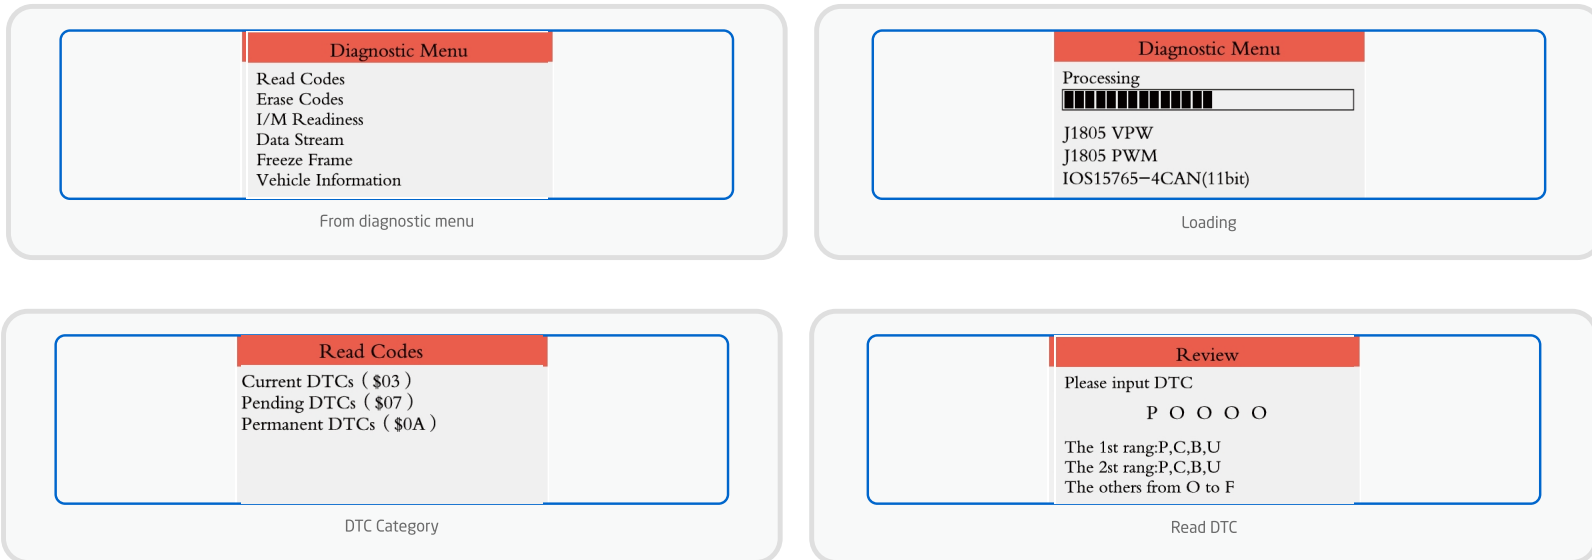 Diagnostic Menu
Read Codes
Erase Codes
I/M Readiness
Data Stream
Freeze Frame
Vehicle Information
From diagnostic menu
Diagnostic Menu
Processing
J1805 VPW
J1805 PWM
IOS15765-4CAN(11bit)
Loading
Read Codes
Current DTCs ( $03 )
Pending DTCs ( $07 )
Permanent DTCs ( $0A )
DTC Category
Review
Please input DTC
P O O O O
The 1st rang:P,C,B,U
The 2st rang:P,C,B,U
The others from O to F
Read DTC